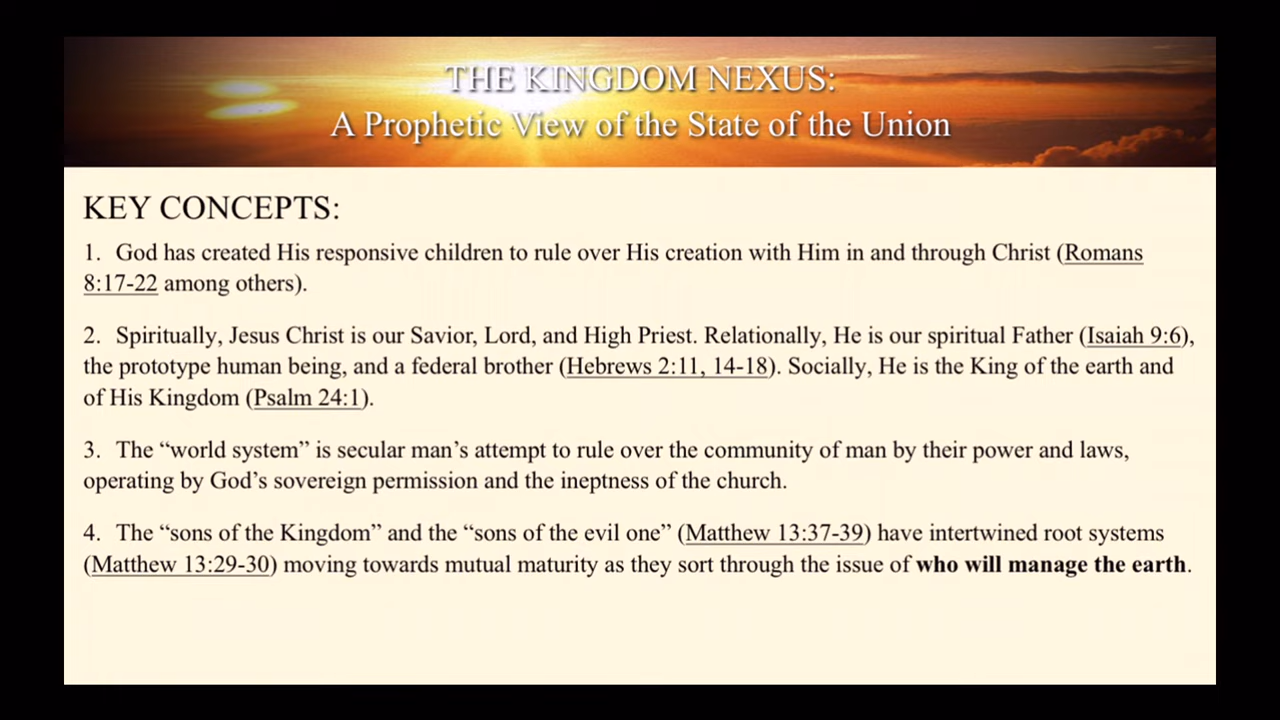 THE KINGDOM NEXUS:
A Prophetic View of the State of the Union
KEY CONCEPTS:
1. God has created His responsive children to rule over His creation with Him in and through Christ (Romans
8:17-22 among others).
2. Spiritually, Jesus Christ is our Savior, Lord, and High Priest. Relationally, He is our spiritual Father (Isaiah 9:6),
the prototype human being, and a federal brother (Hebrews 2:11, 14-18). Socially, He is the King of the earth and
of His Kingdom (Psalm 24:1).
3. The “world system” is secular man’s attempt to rule over the community of man by their power and laws,
operating by God’s sovereign permission and the ineptness of the church.
4. The “sons of the Kingdom” and the “sons of the evil one” (Matthew 13:37-39) have intertwined root systems
(Matthew 13:29-30) moving towards mutual maturity as they sort through the issue of who will manage the earth.